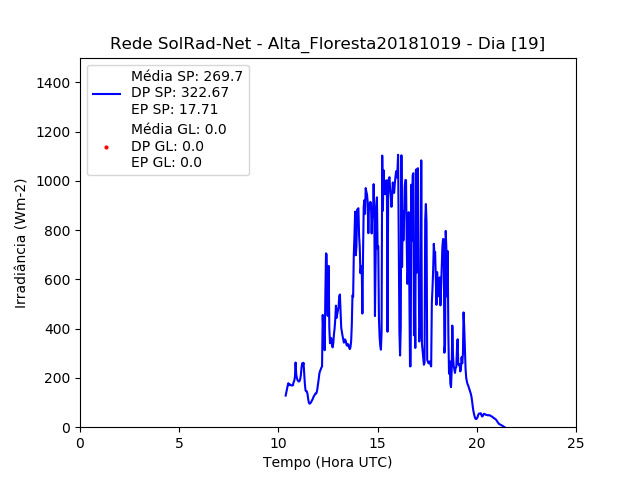 Rede SolRad-Net - Alta_Floresta20181019 - Dia [19]
Média SP: 269.7
DP SP: 322.67
EP SP: 17.71
Média GL: 0.0
DP GL: 0.0
EP GL: 0.0
1400
1200
1000
800
600
400
200
0
Irradiância (Wm-2)
0 5 10 15 20 25
Tempo (Hora UTC)